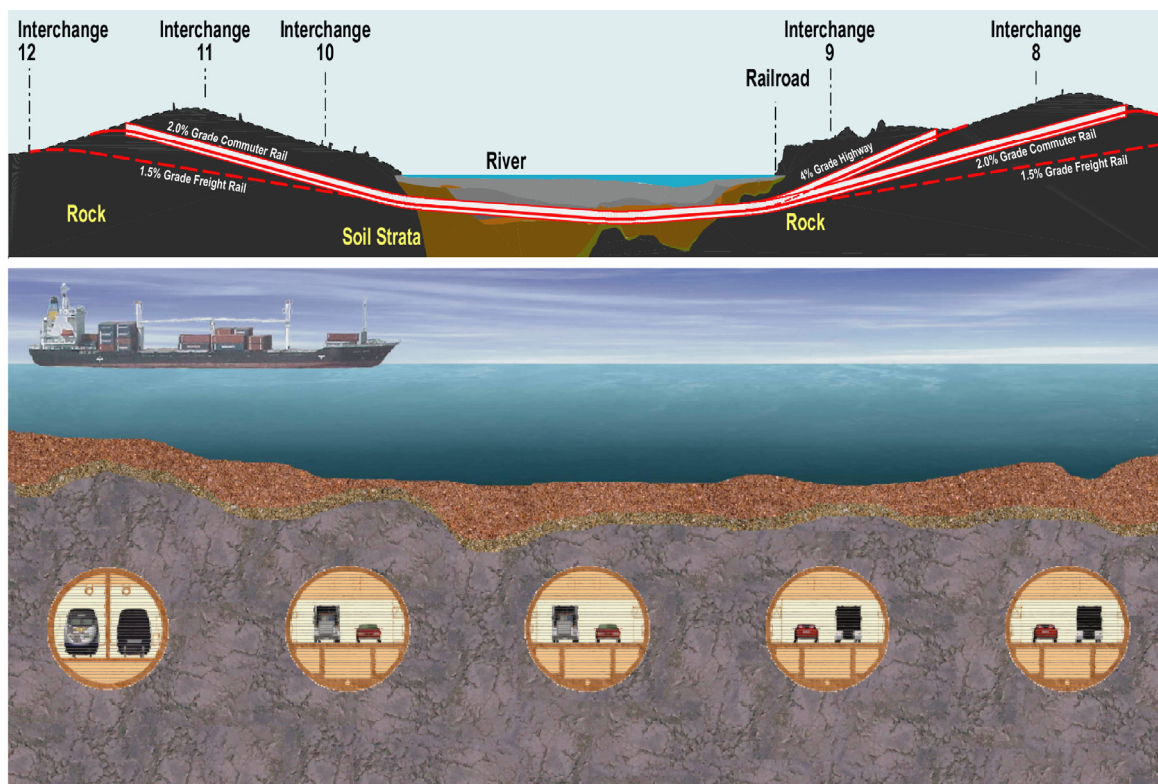 Interchange
12
Interchange
11
Interchange
10
Interchange
9
Interchange
8
Railroad
River
2.0% Grade Commuter Rail
1.5% Grade Freight Rail
4% Grade Highway
2.0% Grade Commuter Rail
1.5% Grade Freight Rail
Rock
Soil Strata
Rock